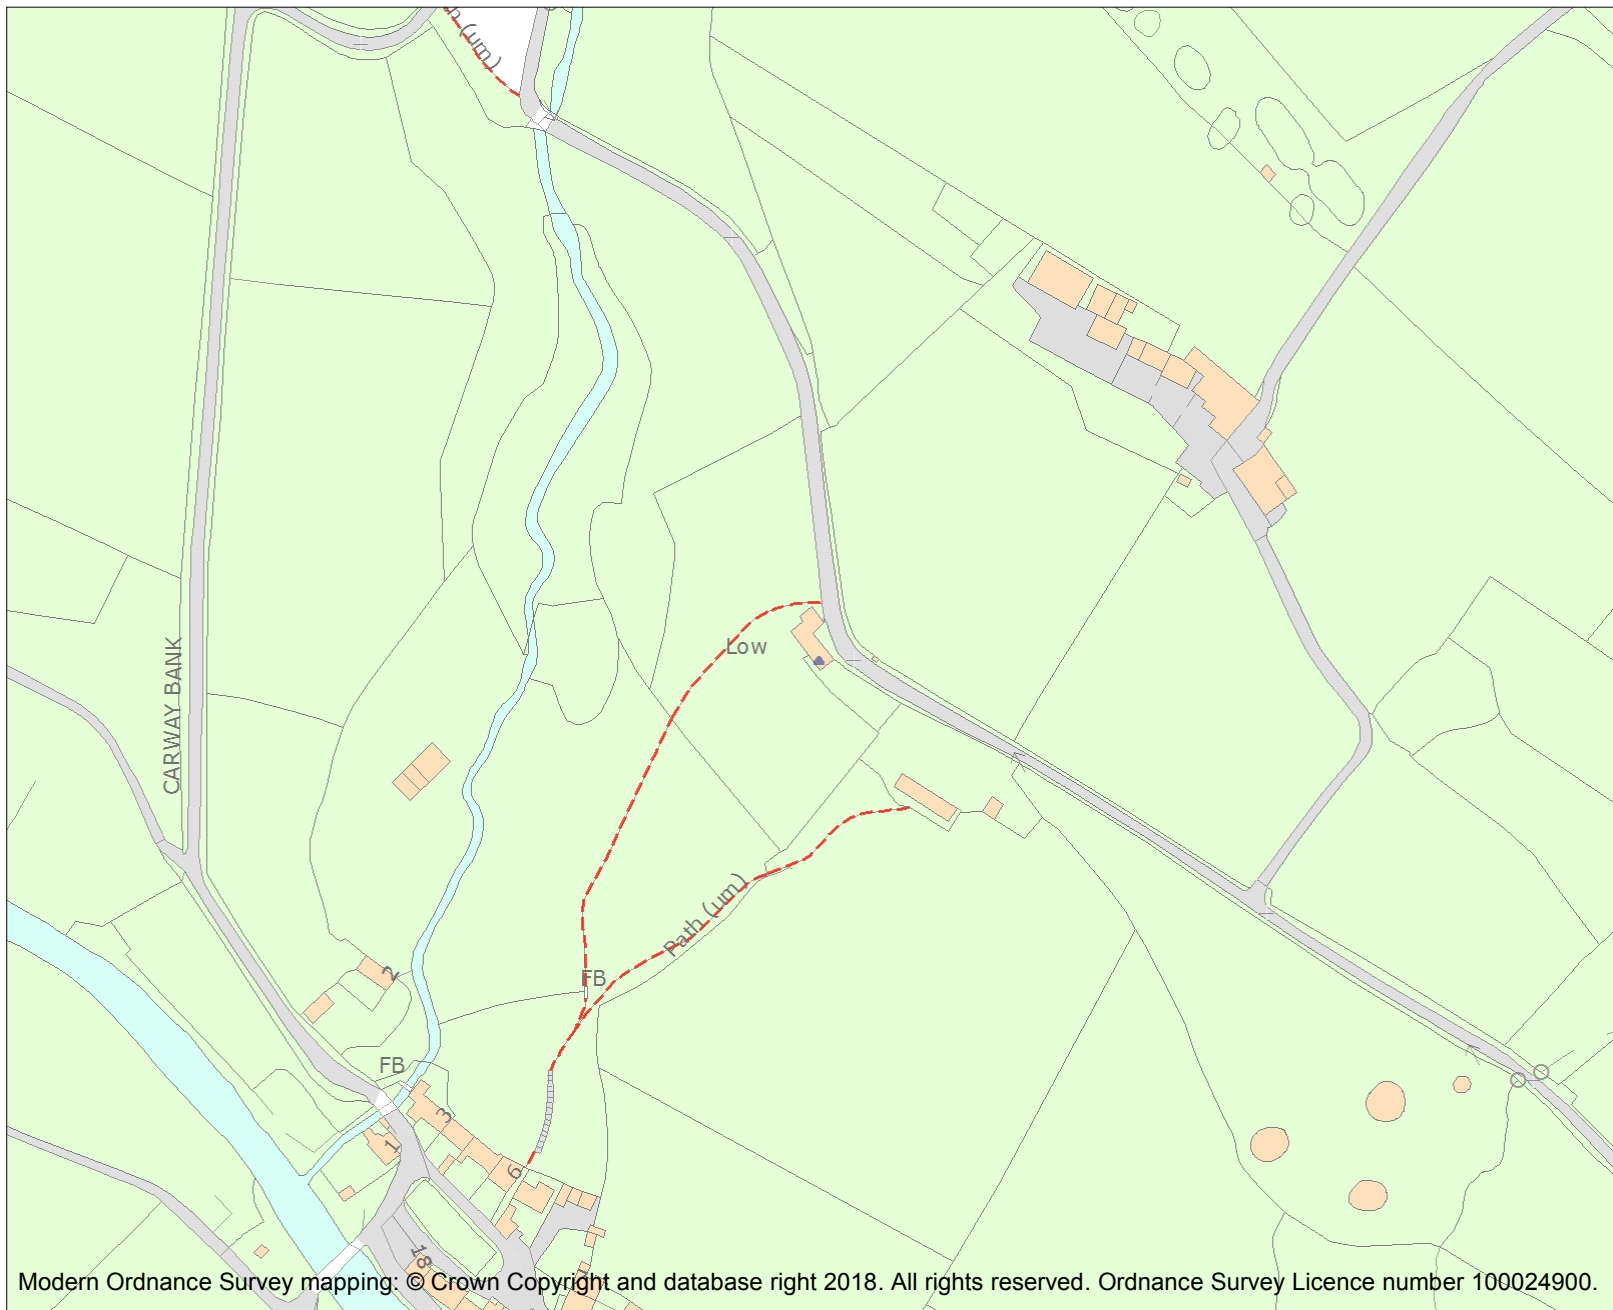 (um)
CARWAY BANK
Low
Path (um)
FB
2
FB
3
1
6
18
Modern Ordnance Survey mapping: © Crown Copyright and database right 2018. All rights reserved. Ordnance Survey Licence number 100024900.